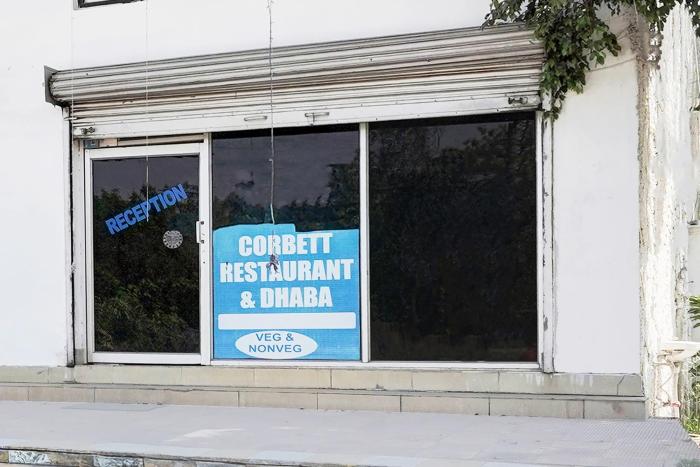 RECEPTION
CORBETT
RESTAURANT
& DHABA
VEG &
NONVEG